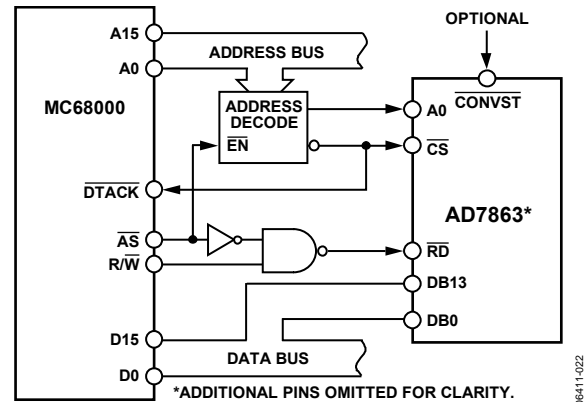 OPTIONAL
A15
ADDRESS BUS
A0
MC68000
ADDRESS
DECODE
EN
A0
CONVST
CS
DTACK
AD7863*
AS
R/W
RD
DB13
DB0
D15
DATA BUS
D0
*ADDITIONAL PINS OMITTED FOR CLARITY.
06411-022